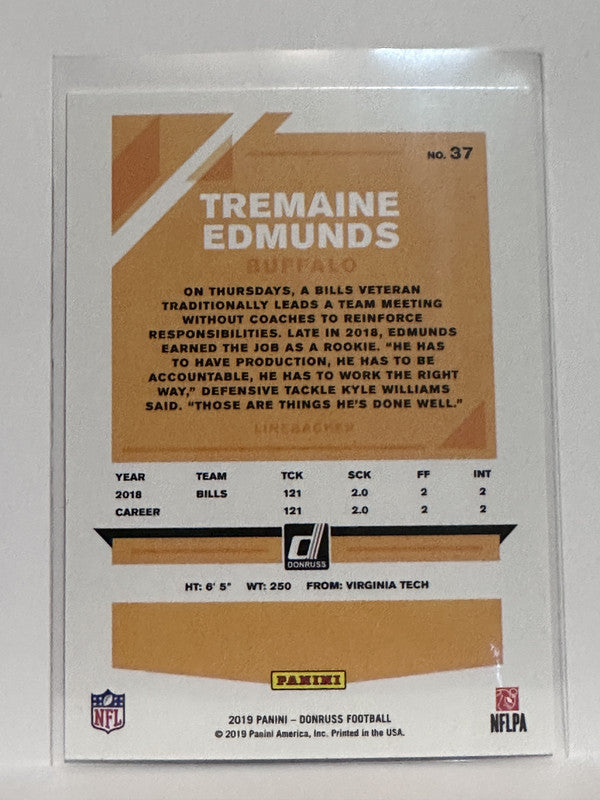 NO. 37
TREMAINE
EDMUNDS
BUFFALO
ON THURSDAYS, A BILLS VETERAN
TRADITIONALLY LEADS A TEAM MEETING
WITHOUT COACHES TO REINFORCE
RESPONSIBILITIES. LATE IN 2018, EDMUNDS
EARNED THE JOB AS A ROOKIE. "HE HAS
TO HAVE PRODUCTION, HE HAS TO BE
ACCOUNTABLE, HE HAS TO WORK THE RIGHT
WAY," DEFENSIVE TACKLE KYLE WILLIAMS
SAID. "THOSE ARE THINGS HE'S DONE WELL."
LINEBACKER
YEAR TEAM TCK SCK FF INT
2018 BILLS 121 2.0 2 2
CAREER 121 2.0 2 2
d
DONRUSS
HT: 6' 5" WT: 250 FROM: VIRGINIA TECH
PANINI
NFL
2019 PANINI – DONRUSS FOOTBALL
© 2019 Panini America, Inc. Printed in the USA.
NFLPA